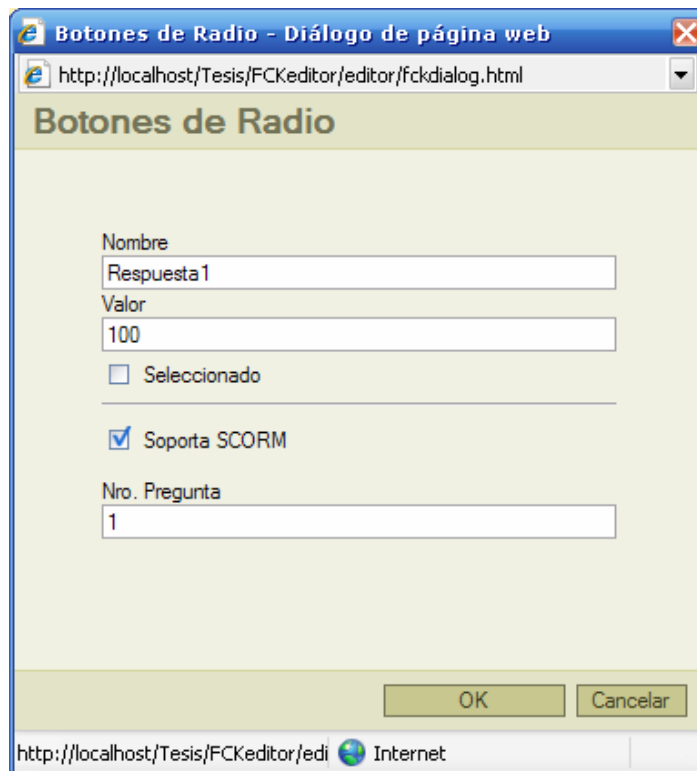 Botones de Radio - Diálogo de página web
http://localhost/Tesis/FCKeditor/editor/fckdialog.html
Botones de Radio
Nombre
Respuesta1
Valor
100
Seleccionado
Soporta SCORM
Nro. Pregunta
1
OK Cancelar
http://localhost/Tesis/FCKeditor/edi Internet